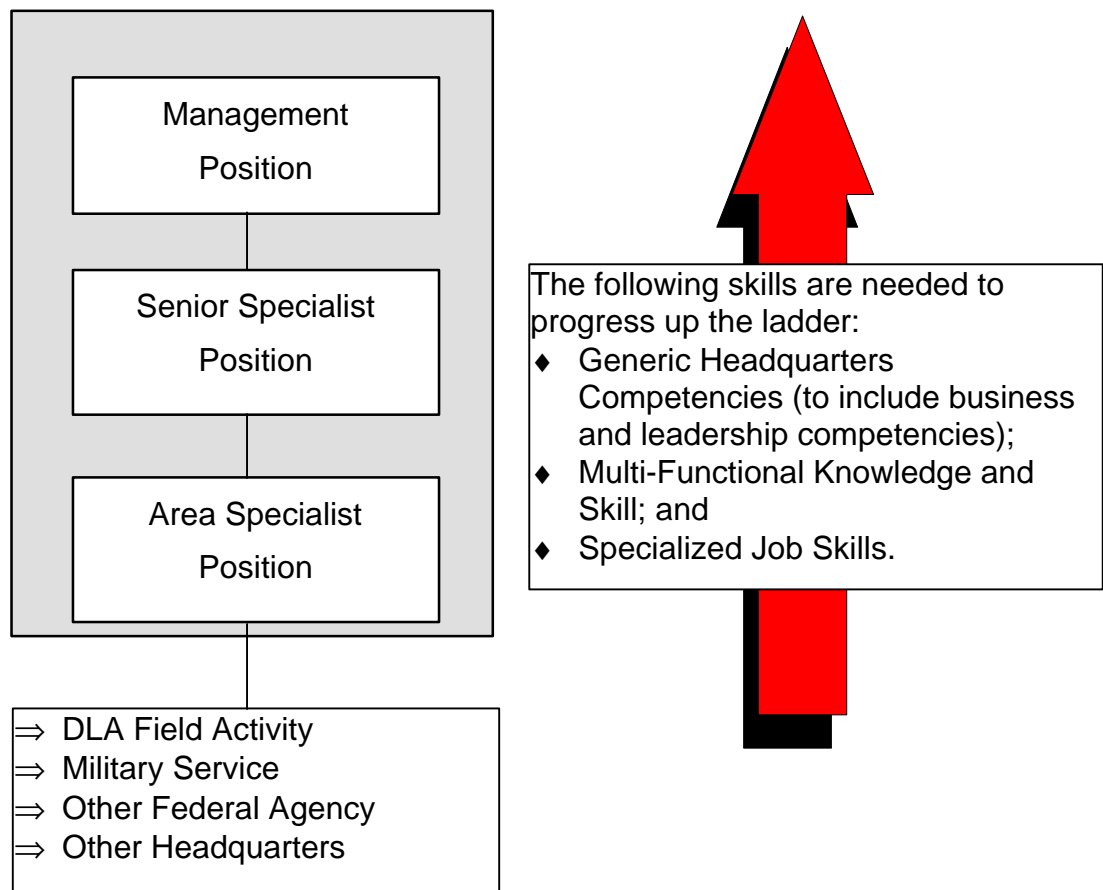 Management
Position
Senior Specialist
Position
Area Specialist
Position
⇒ DLA Field Activity
⇒ Military Service
⇒ Other Federal Agency
⇒ Other Headquarters
The following skills are needed to
progress up the ladder:
♦ Generic Headquarters
Competencies (to include business
and leadership competencies);
♦ Multi-Functional Knowledge and
Skill; and
♦ Specialized Job Skills.